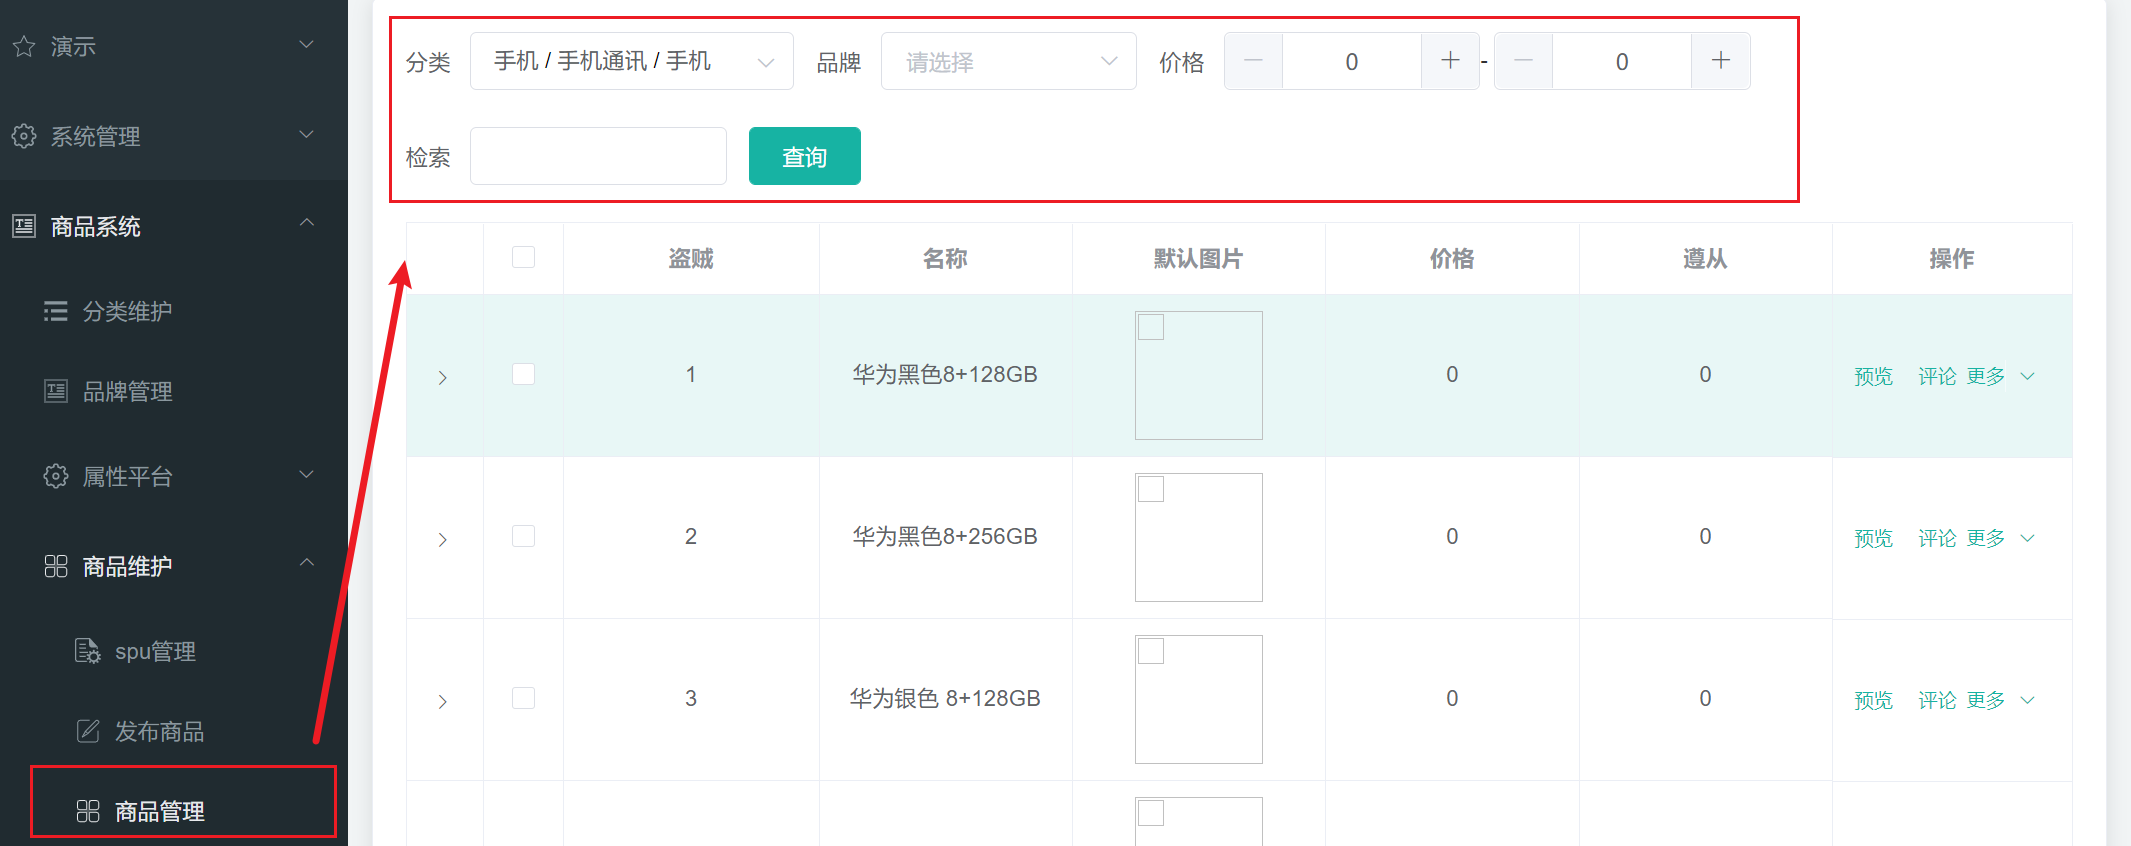 演示
系统管理
商品系统
分类维护
品牌管理
属性平台
商品维护
spu管理
发布商品
商品管理
分类 手机 / 手机通讯 / 手机 品牌 请选择 价格 0 - 0
检索 查询
盗贼 名称 默认图片 价格 遵从 操作
1 华为黑色8+128GB 0 0 预览 评论 更多
2 华为黑色8+256GB 0 0 预览 评论 更多
3 华为银色 8+128GB 0 0 预览 评论 更多